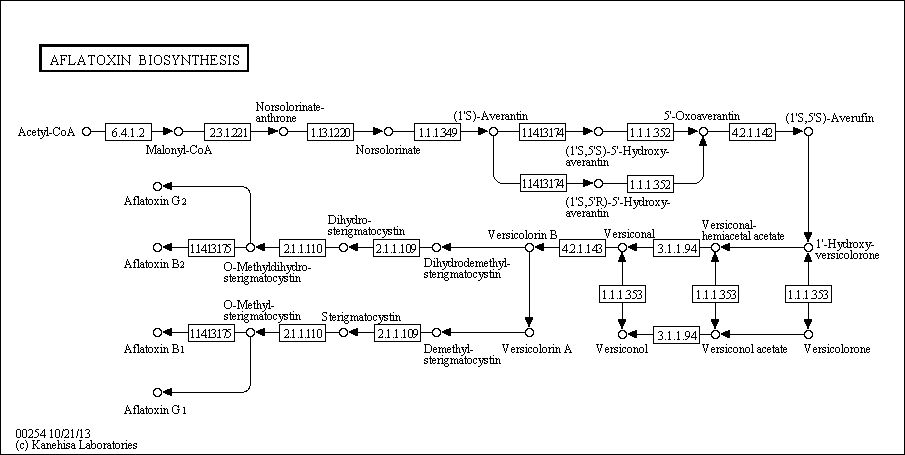 AFLATOXIN BIOSYNTHESIS
Acetyl-CoA
6.4.1.2
Malonyl-CoA
2.3.1.221
Norsolorinate-
anthrone
1.13.12.20
Norsolorinate
1.1.1.349
(1'S)-Averantin
1.14.13.174
(1'S,5'S)-5'-Hydroxy-
averantin
1.1.1.352
5'-Oxoaverantin
4.2.1.142
(1'S,5'S)-Averufin
1.14.13.174
(1'S,5'R)-5'-Hydroxy-
averantin
1.1.1.352
Aflatoxin G2
Aflatoxin B2
1.14.13.175
O-Methyldihydro-
sterigmatocystin
2.1.1.110
Dihydro-
sterigmatocystin
2.1.1.109
Dihydrodemethyl-
sterigmatocystin
Versicolorin B
4.2.1.143
Versiconal
3.1.1.94
Versiconal-
hemiacetal acetate
1'-Hydroxy-
versicolorone
1.1.1.353
1.1.1.353
1.1.1.353
Aflatoxin B1
1.14.13.175
O-Methyl-
sterigmatocystin
2.1.1.110
Sterigmatocystin
2.1.1.109
Demethyl-
sterigmatocystin
Versicolorin A
Versiconol
3.1.1.94
Versiconol acetate
Versicolorone
Aflatoxin G1
00254 10/21/13
(c) Kanehisa Laboratories